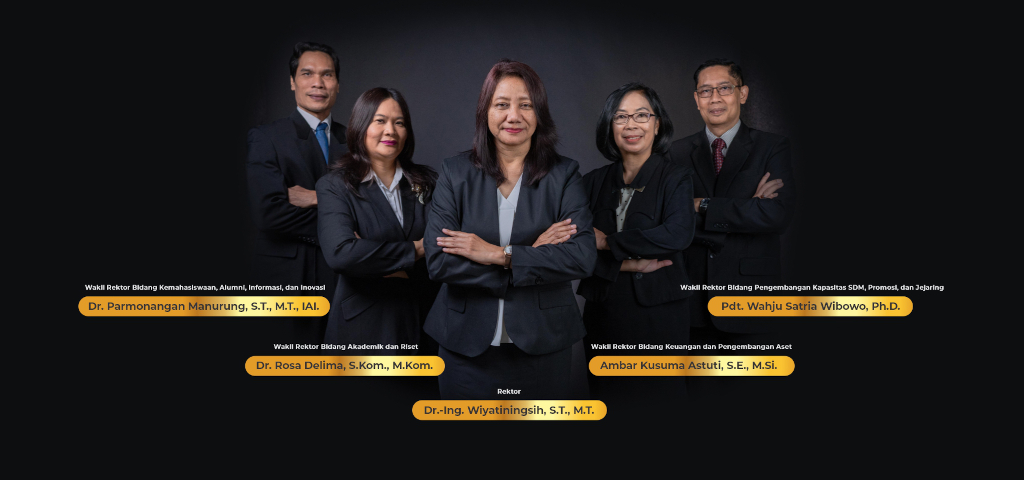 Wakil Rektor Bidang Kemahasiswaan, Alumni, Informasi, dan Inovasi
Dr. Parmonangan Manurung, S.T., M.T., IAI.
Wakil Rektor Bidang Pengembangan Kapasitas SDM, Promosi, dan Jejaring
Pdt. Wahju Satria Wibowo, Ph.D.
Wakil Rektor Bidang Akademik dan Riset
Dr. Rosa Delima, S.Kom., M.Kom.
Wakil Rektor Bidang Keuangan dan Pengembangan Aset
Ambar Kusuma Astuti, S.E., M.Si.
Rektor
Dr.-Ing. Wiyatiningsih, S.T., M.T.